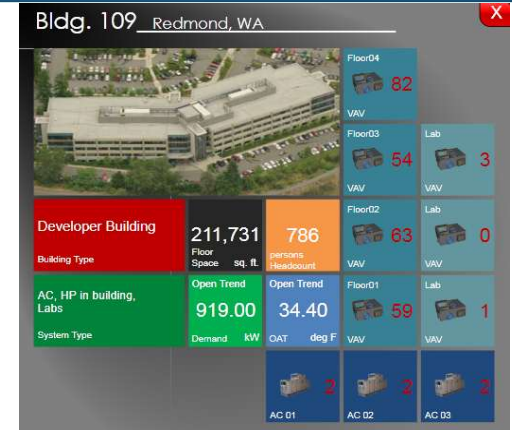 Bldg. 109 Redmond, WA
X
Floor04
82
VAV
Floor03
54
VAV
Lab
3
VAV
Developer Building
Building Type
211,731
Floor
Space sq. ft.
786
persons
Headcount
Floor02
63
VAV
Lab
0
VAV
AC, HP in building,
Labs
System Type
Open Trend
919.00
Demand kW
Open Trend
34.40
OAT deg F
Floor01
59
VAV
Lab
1
VAV
2
AC 01
2
AC 02
2
AC 03